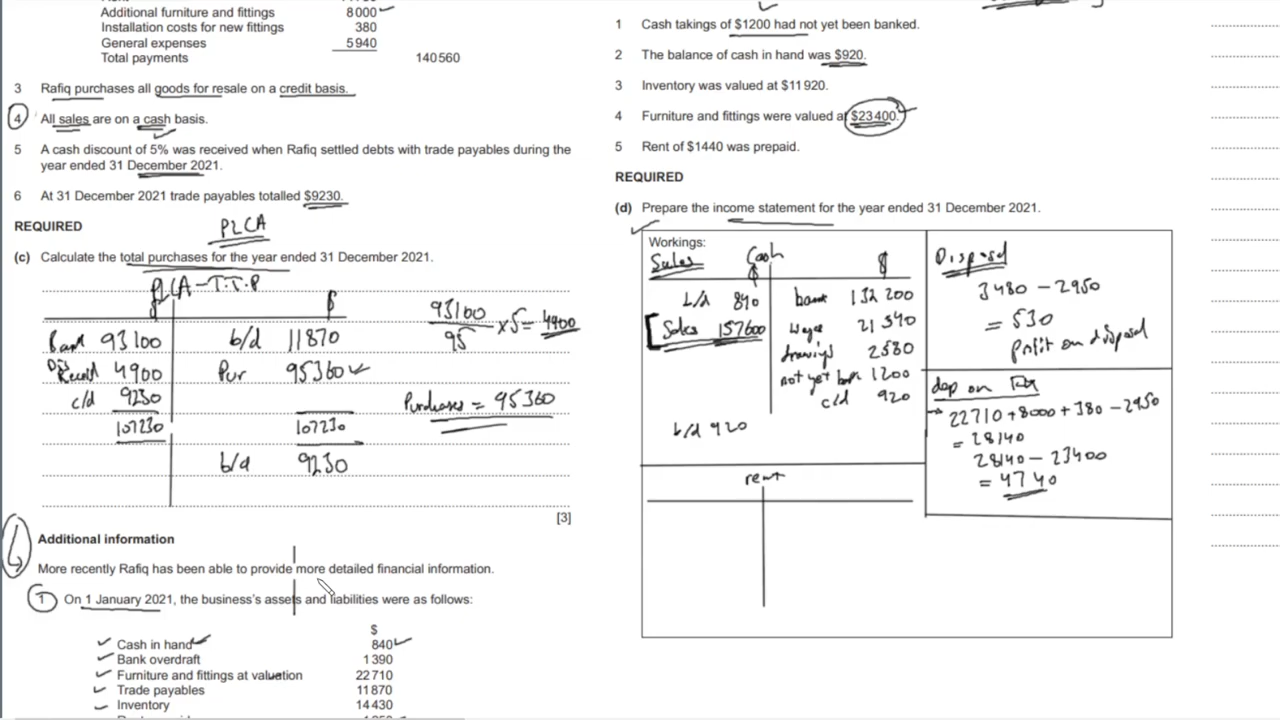 Additional furniture and fittings 8000
Installation costs for new fittings 380
General expenses 5940
Total payments 140560
3 Rafiq purchases all goods for resale on a credit basis.
4 All sales are on a cash basis.
5 A cash discount of 5% was received when Rafiq settled debts with trade payables during the
year ended 31 December 2021.
6 At 31 December 2021 trade payables totalled $9230.
REQUIRED
PLCA
(c) Calculate the total purchases for the year ended 31 December 2021.
PLCA - T.T.P
$
Bank 93100 b/d 11870
93100
95
x 5 = 4900
Dis Receid 4900 Pur 95360
c/d 9230
Purchases = 95360
107230 107230
b/d 9230
[3]
Additional information
More recently Rafiq has been able to provide more detailed financial information.
1 On 1 January 2021, the business's assets and liabilities were as follows:
$
Cash in hand 840
Bank overdraft 1390
Furniture and fittings at valuation 22710
Trade payables 11870
Inventory 14430
1 Cash takings of $1200 had not yet been banked.
2 The balance of cash in hand was $920.
3 Inventory was valued at $11920.
4 Furniture and fittings were valued at $23400.
5 Rent of $1440 was prepaid.
REQUIRED
(d) Prepare the income statement for the year ended 31 December 2021.
Workings:
Sales Cash
$ $
b/d 840 bank 132200
Sales 157600 wages 21540
drawings 2580
not yet bank 1200
c/d 920
b/d 920
rent
Disposal
3480 - 2950
= 530
Profit on disposal
dep on
22710 + 8000 + 380 - 2950
= 28140
28140 - 23400
= 4740